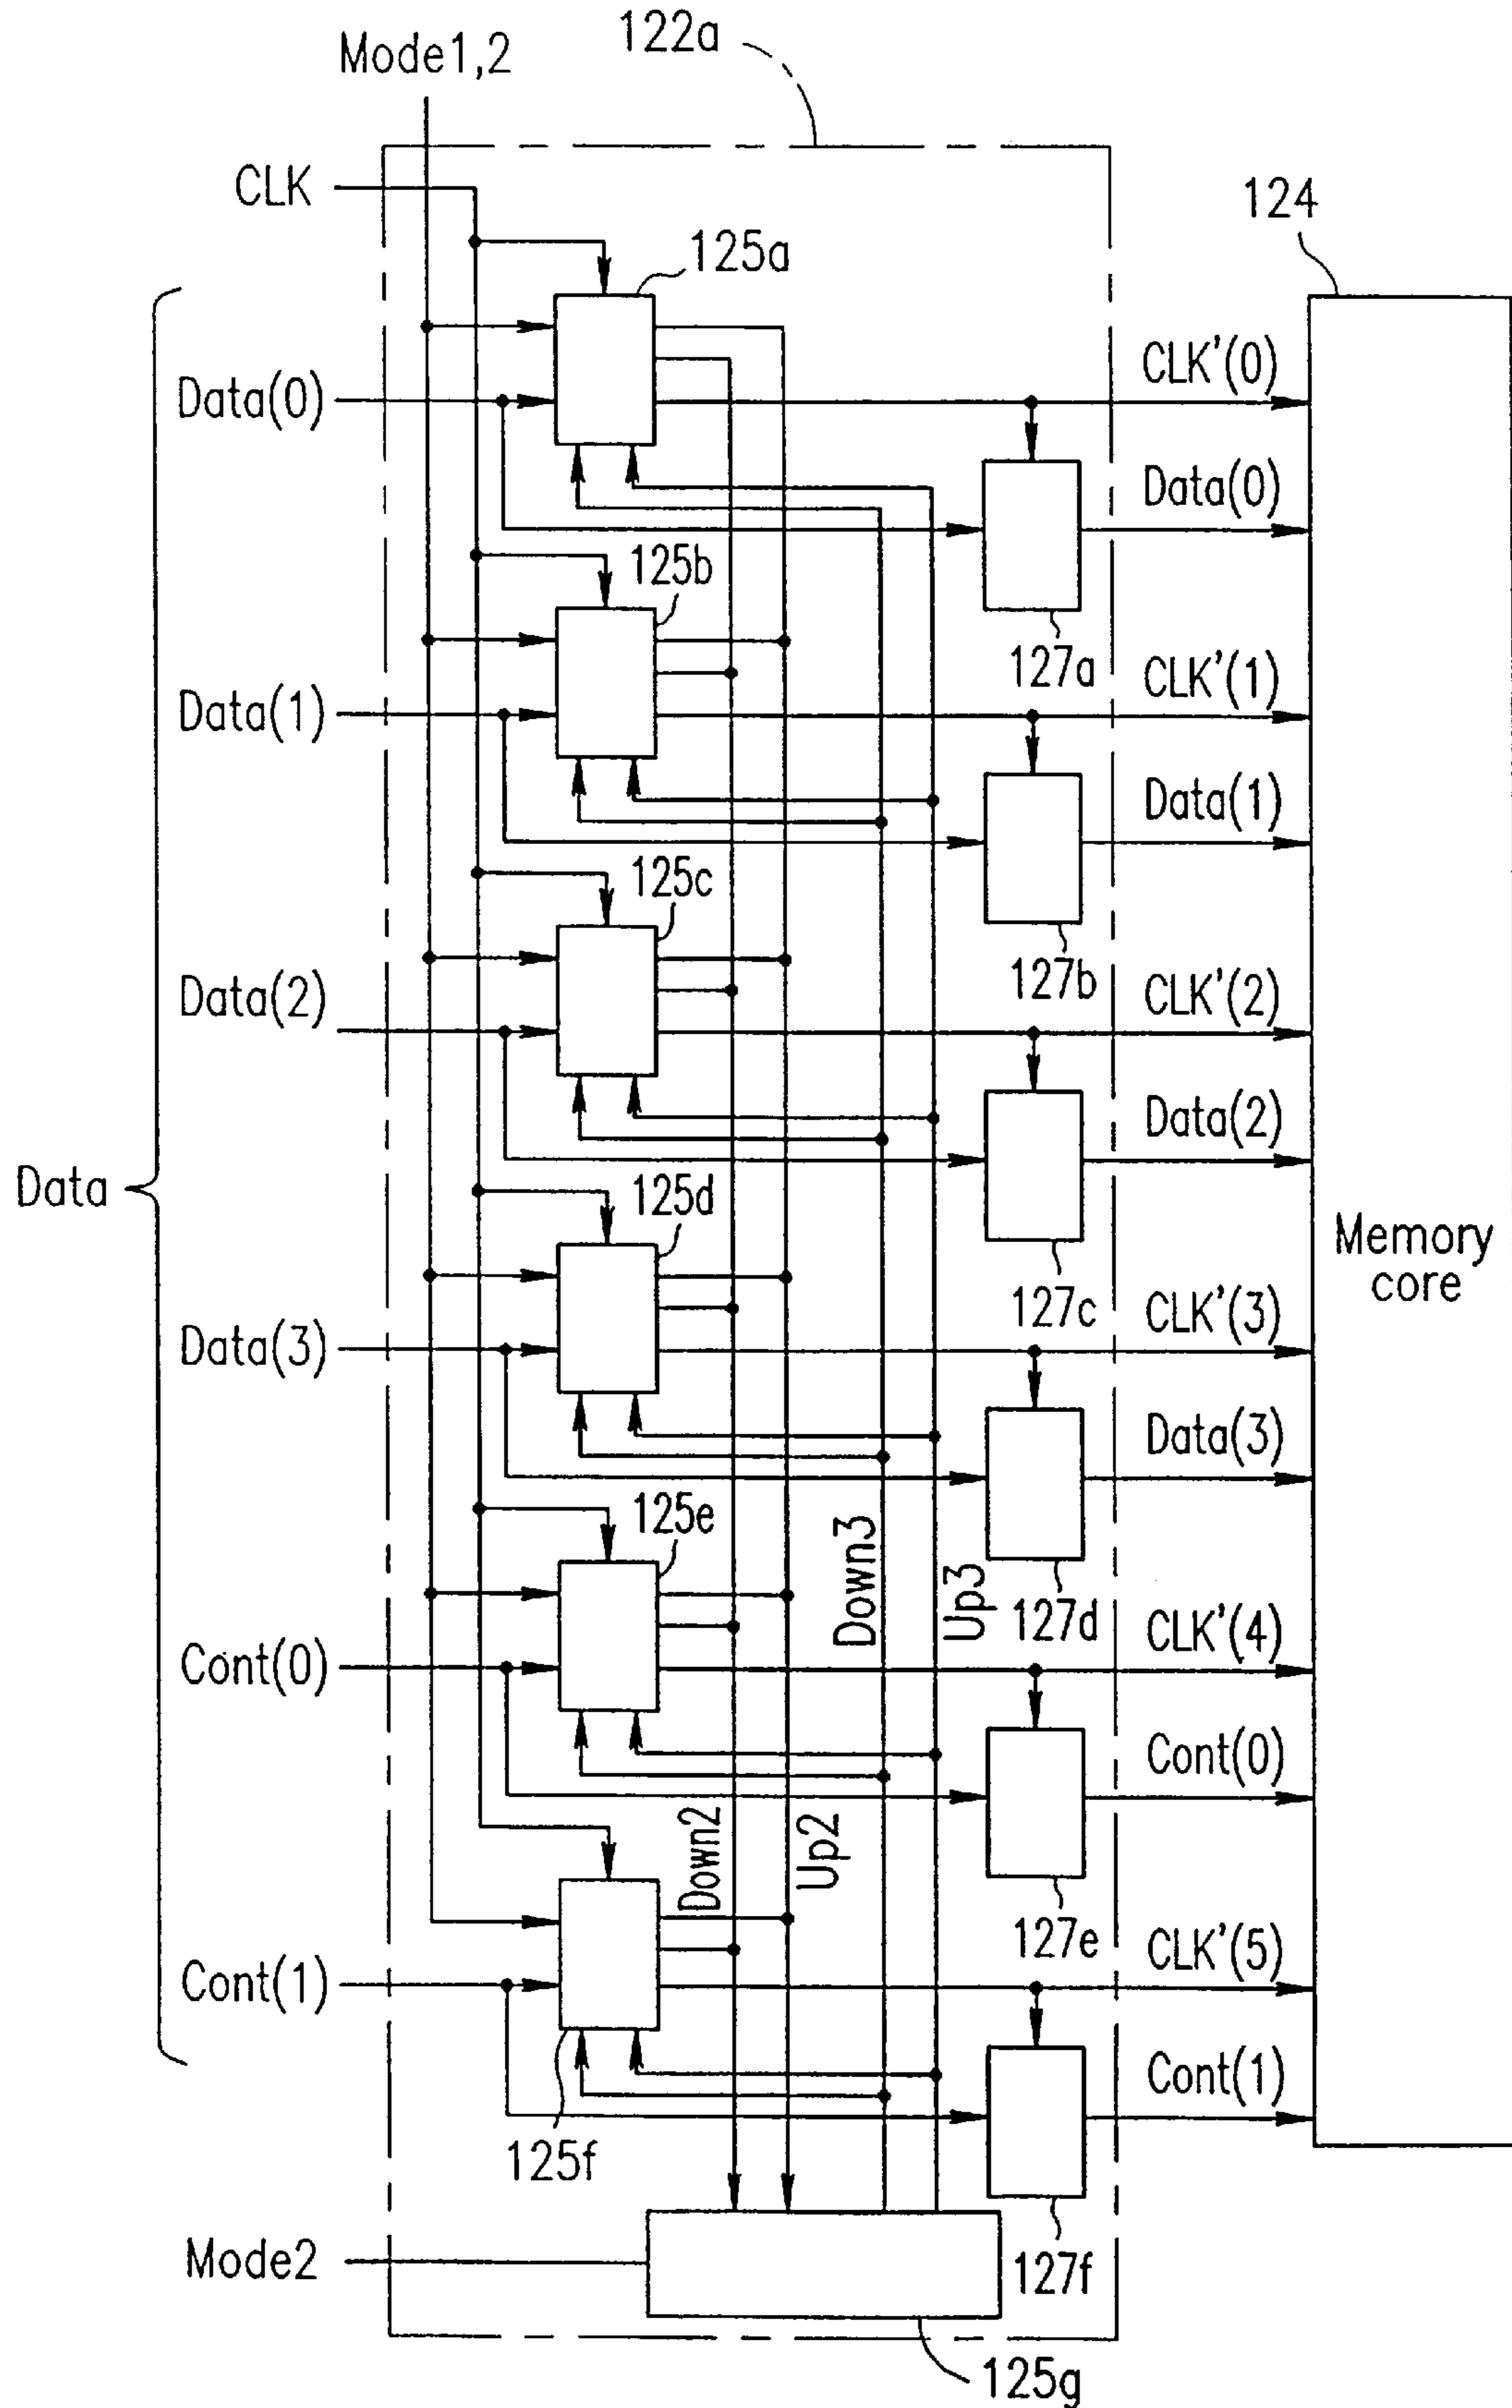 Mode1,2
122a
CLK
124
125a
CLK'(0)
Data(0)
Data(0)
125b
127a
CLK'(1)
Data(1)
Data(1)
125c
127b
CLK'(2)
Data(2)
Data(2)
Data
125d
Memory
core
127c
CLK'(3)
Data(3)
Data(3)
125e
Down3
Up3
127d
CLK'(4)
Cont(0)
Cont(0)
Down2
Up2
127e
CLK'(5)
Cont(1)
Cont(1)
125f
Mode2
127f
125g